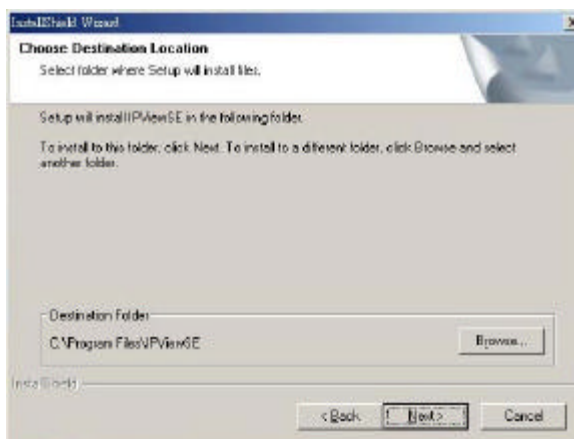 InstallShield Wizard
Choose Destination Location
Select folder where Setup will install files.
Setup will install IPViewSE in the following folder.
To install to this folder, click Next. To install to a different folder, click Browse and select
another folder.
Destination Folder
C:\Program Files\IPViewSE
Browse...
InstallShield
< Back
Next >
Cancel